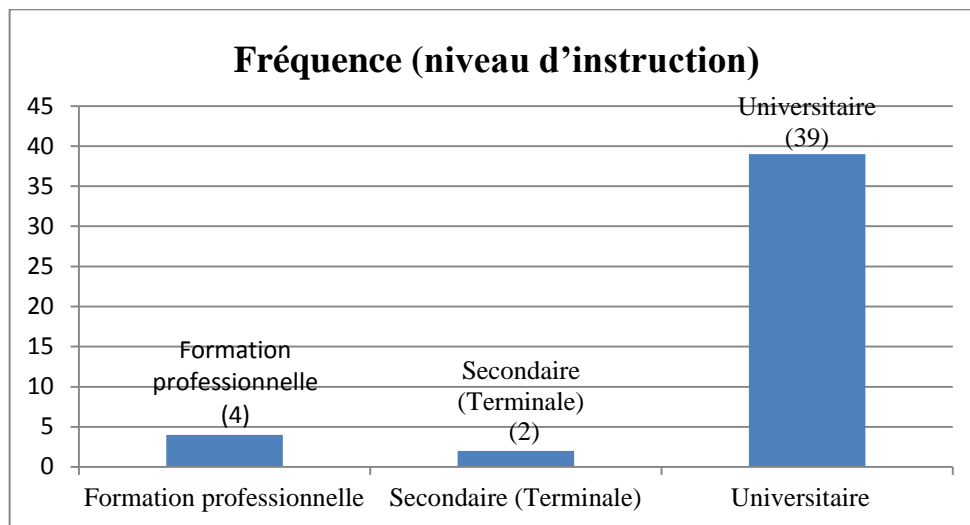 Fréquence (niveau d’instruction)
45
40
35
30
25
20
15
10
5
0
Universitaire
(39)
Formation
professionnelle
(4)
Secondaire
(Terminale)
(2)
Formation professionnelle
Secondaire (Terminale)
Universitaire